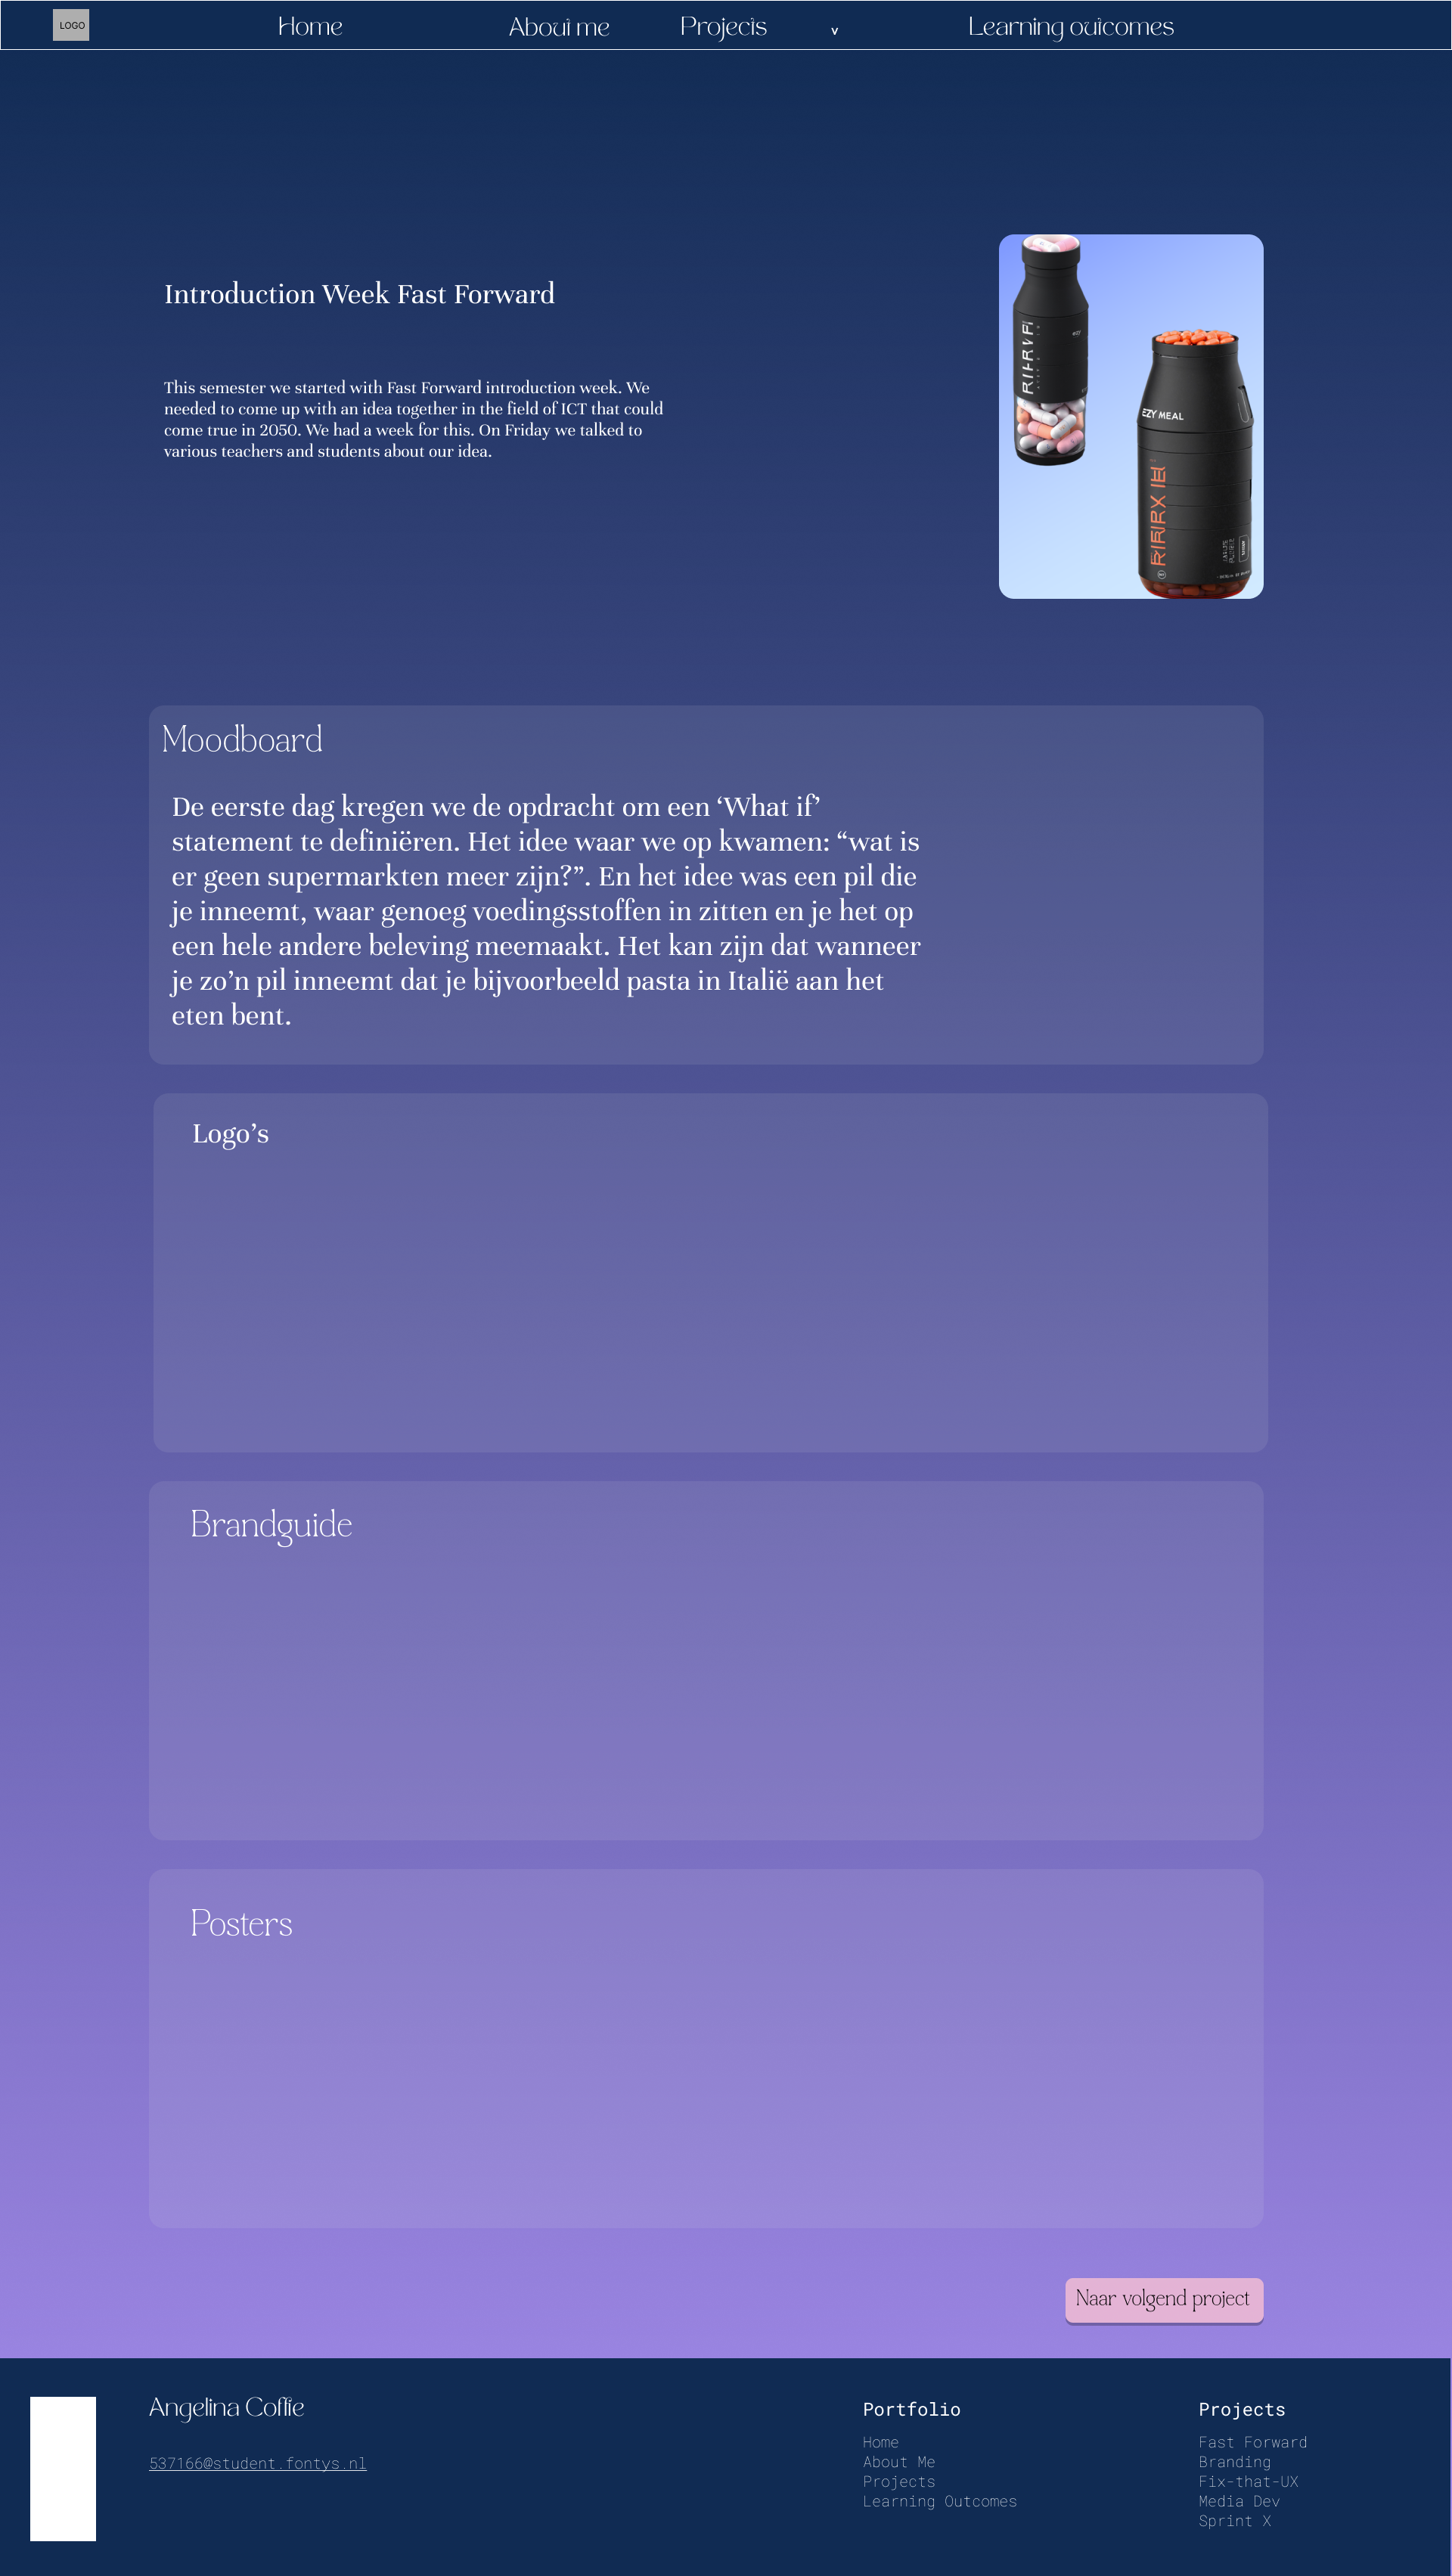 LOGO
Home
About me
Projects
v
Learning outcomes
Introduction Week Fast Forward
This semester we started with Fast Forward introduction week. We
needed to come up with an idea together in the field of ICT that could
come true in 2050. We had a week for this. On Friday we talked to
various teachers and students about our idea.
ezy
EZY MEAL
Moodboard
De eerste dag kregen we de opdracht om een ‘What if’
statement te definiëren. Het idee waar we op kwamen: “wat is
er geen supermarkten meer zijn?”. En het idee was een pil die
je inneemt, waar genoeg voedingsstoffen in zitten en je het op
een hele andere beleving meemaakt. Het kan zijn dat wanneer
je zo’n pil inneemt dat je bijvoorbeeld pasta in Italië aan het
eten bent.
Logo’s
Brandguide
Posters
Naar volgend project
Angelina Coffie
537166@student.fontys.nl
Portfolio
Home
About Me
Projects
Learning Outcomes
Projects
Fast Forward
Branding
Fix-that-UX
Media Dev
Sprint X